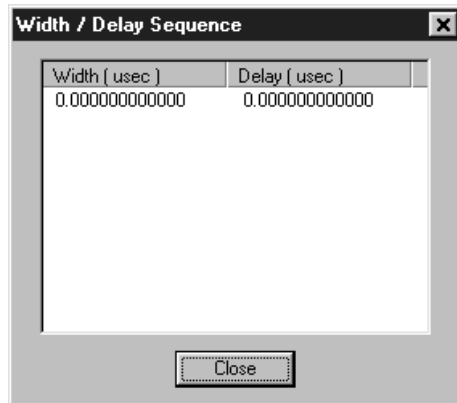 Width / Delay Sequence
Width ( usec ) Delay ( usec )
0.000000000000 0.000000000000
Close